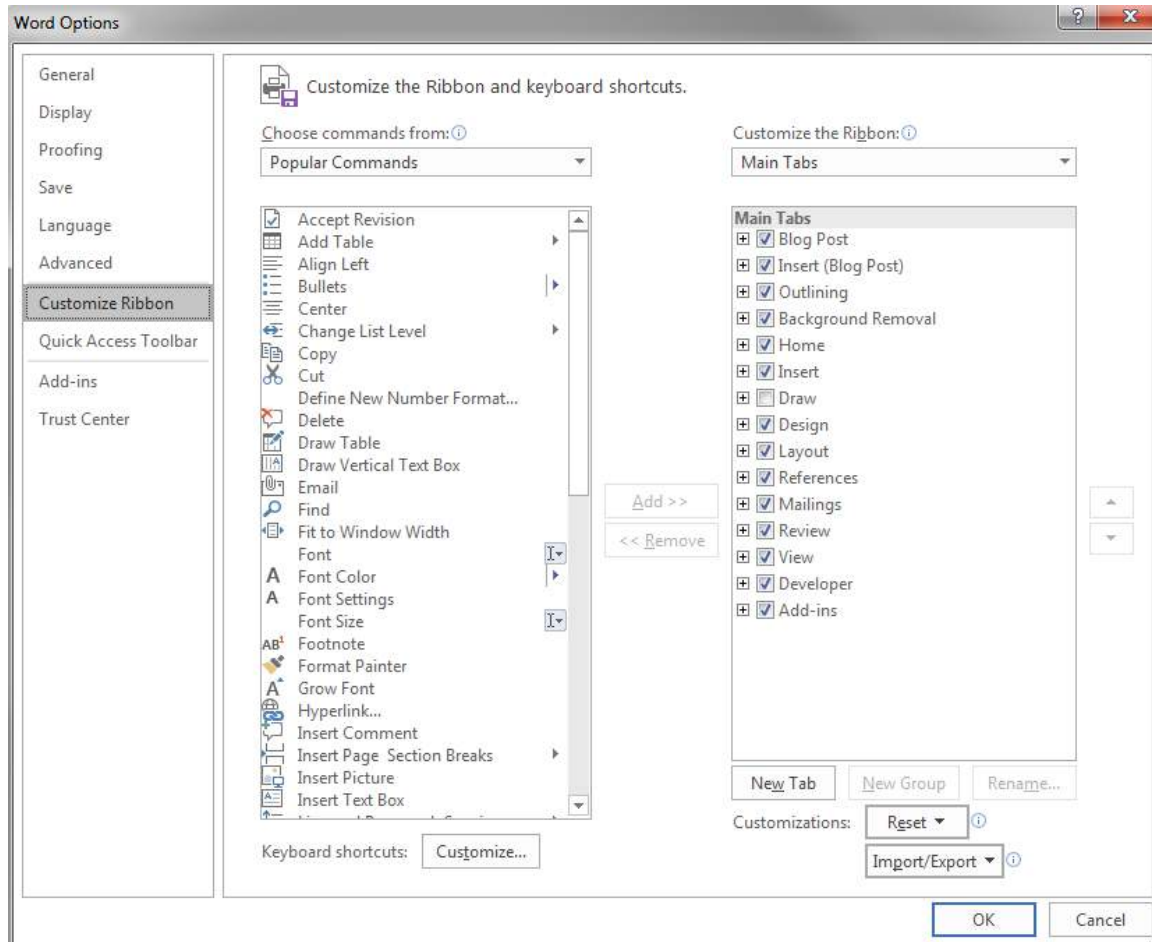 Word Options
General
Display
Proofing
Save
Language
Advanced
Customize Ribbon
Quick Access Toolbar
Add-ins
Trust Center
Customize the Ribbon and keyboard shortcuts.
Choose commands from:
Popular Commands
Accept Revision
Add Table
Align Left
Bullets
Center
Change List Level
Copy
Cut
Define New Number Format...
Delete
Draw Table
Draw Vertical Text Box
Email
Find
Fit to Window Width
Font
Font Color
Font Settings
Font Size
Footnote
Format Painter
Grow Font
Hyperlink...
Insert Comment
Insert Page Section Breaks
Insert Picture
Insert Text Box
Keyboard shortcuts: Customize...
Add >>
<< Remove
Customize the Ribbon:
Main Tabs
Main Tabs
Blog Post
Insert (Blog Post)
Outlining
Background Removal
Home
Insert
Draw
Design
Layout
References
Mailings
Review
View
Developer
Add-ins
New Tab New Group Rename...
Customizations: Reset
Import/Export
OK Cancel